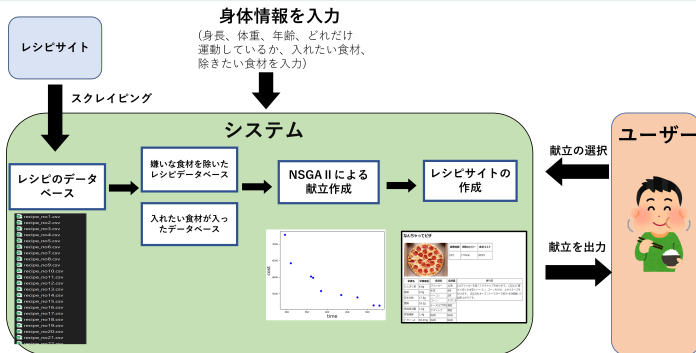 身体情報を入力
(身長、体重、年齢、どれだけ
運動しているか、入れたい食材、
除きたい食材を入力)
レシピサイト
スクレイピング
システム
ユーザー
レシピのデータ
ベース
嫌いな食材を除いた
レシピデータベース
入れたい食材が入っ
たデータベース
NSGAⅡによる
献立作成
レシピサイトの
作成
献立の選択
献立を出力
recipe_no1.csv
recipe_no2.csv
recipe_no3.csv
recipe_no4.csv
recipe_no5.csv
recipe_no6.csv
recipe_no7.csv
recipe_no8.csv
recipe_no9.csv
recipe_no10.csv
recipe_no11.csv
recipe_no12.csv
recipe_no13.csv
recipe_no14.csv
recipe_no15.csv
recipe_no16.csv
recipe_no17.csv
recipe_no18.csv
recipe_no19.csv
recipe_no20.csv
recipe_no21.csv
cost
time
なんちゃってピザ